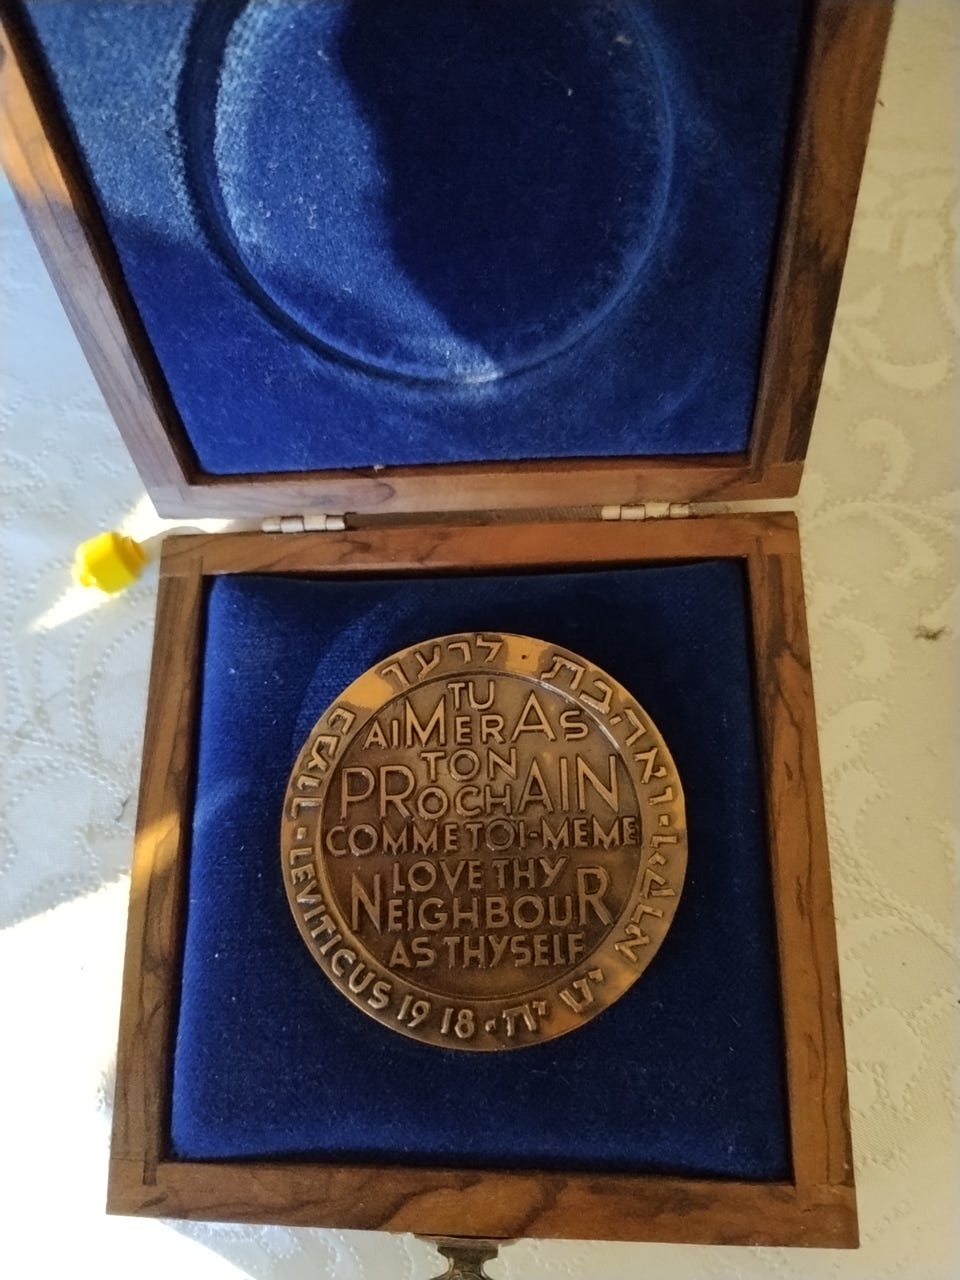 ואהבת · לרעך כמוך
TU
AIMERAS
TON
PROCHAIN
COMME TOI-MEME
LOVE THY
NEIGHBOUR
AS THYSELF
LEVITICUS 19 18
ויקרא יט יח